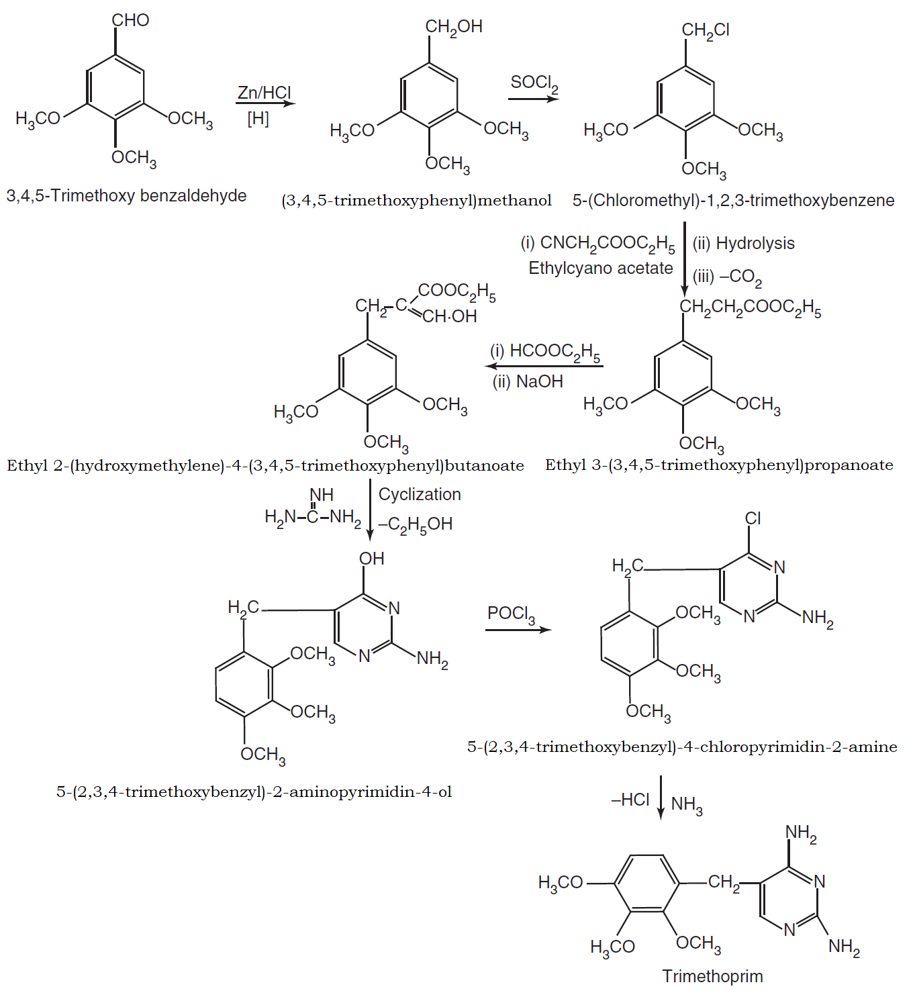 CHO
H₃CO
OCH₃
OCH₃
3,4,5-Trimethoxy benzaldehyde
Zn/HCl
[H]
CH₂OH
H₃CO
OCH₃
OCH₃
(3,4,5-trimethoxyphenyl)methanol
SOCl₂
CH₂Cl
H₃CO
OCH₃
OCH₃
5-(Chloromethyl)-1,2,3-trimethoxybenzene
(i) CNCH₂COOC₂H₅
Ethylcyano acetate
(ii) Hydrolysis
(iii) –CO₂
CH₂CH₂COOC₂H₅
H₃CO
OCH₃
OCH₃
Ethyl 3-(3,4,5-trimethoxyphenyl)propanoate
(i) HCOOC₂H₅
(ii) NaOH
COOC₂H₅
CH₂–C
CH·OH
H₃CO
OCH₃
OCH₃
Ethyl 2-(hydroxymethylene)-4-(3,4,5-trimethoxyphenyl)butanoate
NH
H₂N–C–NH₂
Cyclization
–C₂H₅OH
OH
H₂C
N
N
NH₂
OCH₃
OCH₃
OCH₃
5-(2,3,4-trimethoxybenzyl)-2-aminopyrimidin-4-ol
POCl₃
Cl
H₂C
N
N
NH₂
OCH₃
OCH₃
OCH₃
5-(2,3,4-trimethoxybenzyl)-4-chloropyrimidin-2-amine
–HCl
NH₃
NH₂
H₃CO
CH₂
N
N
H₃CO
OCH₃
NH₂
Trimethoprim